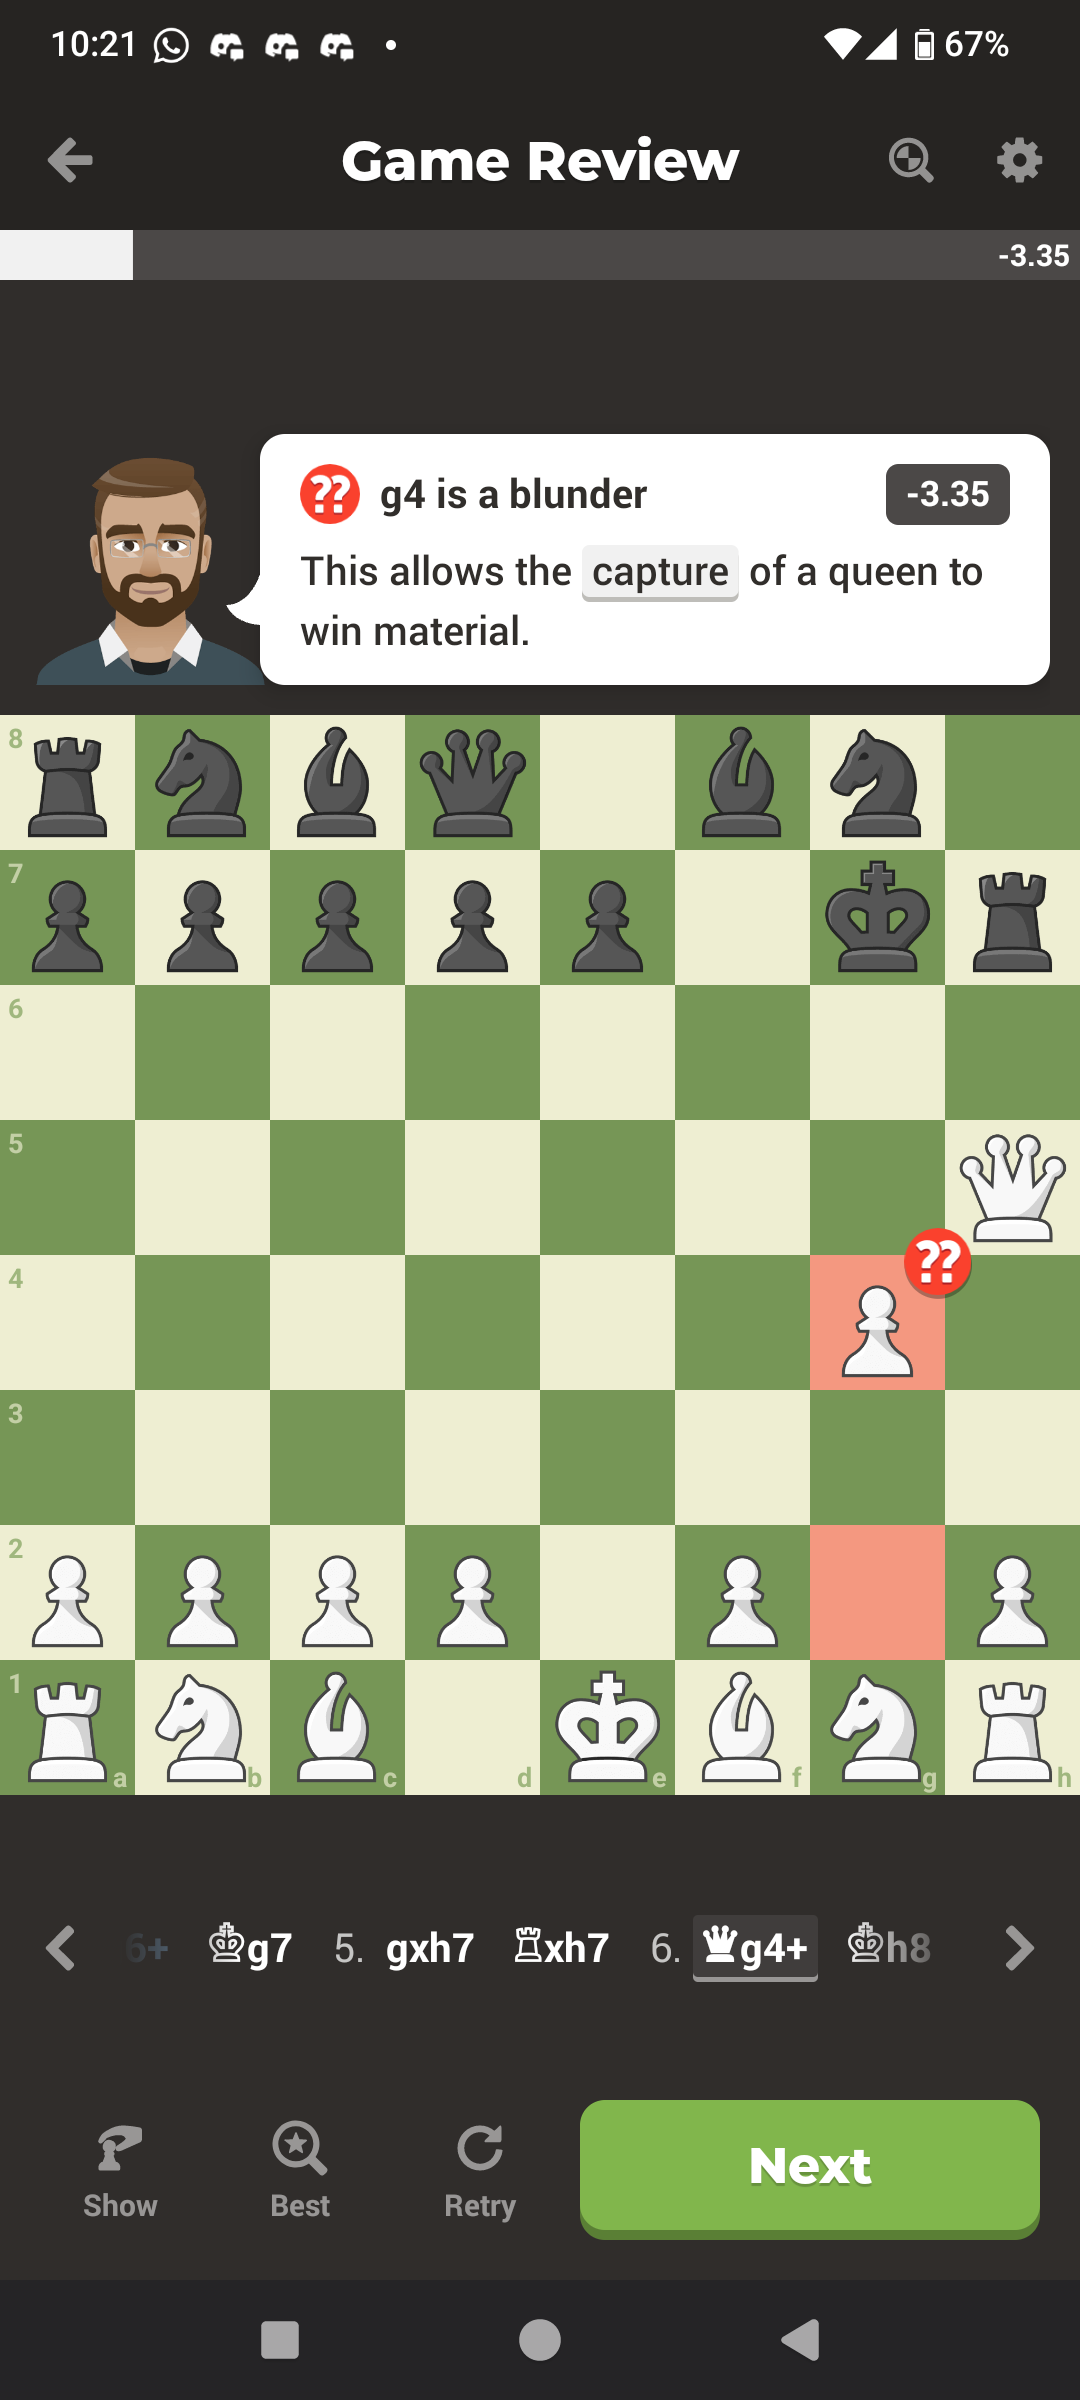 10:21 67%
Game Review
-3.35
?? g4 is a blunder -3.35
This allows the capture of a queen to
win material.
8
7
6
5
??
4
3
2
1
a b c d e f g h
6+ ♔g7 5. gxh7 ♖xh7 6. ♛g4+ ♔h8
Show Best Retry Next